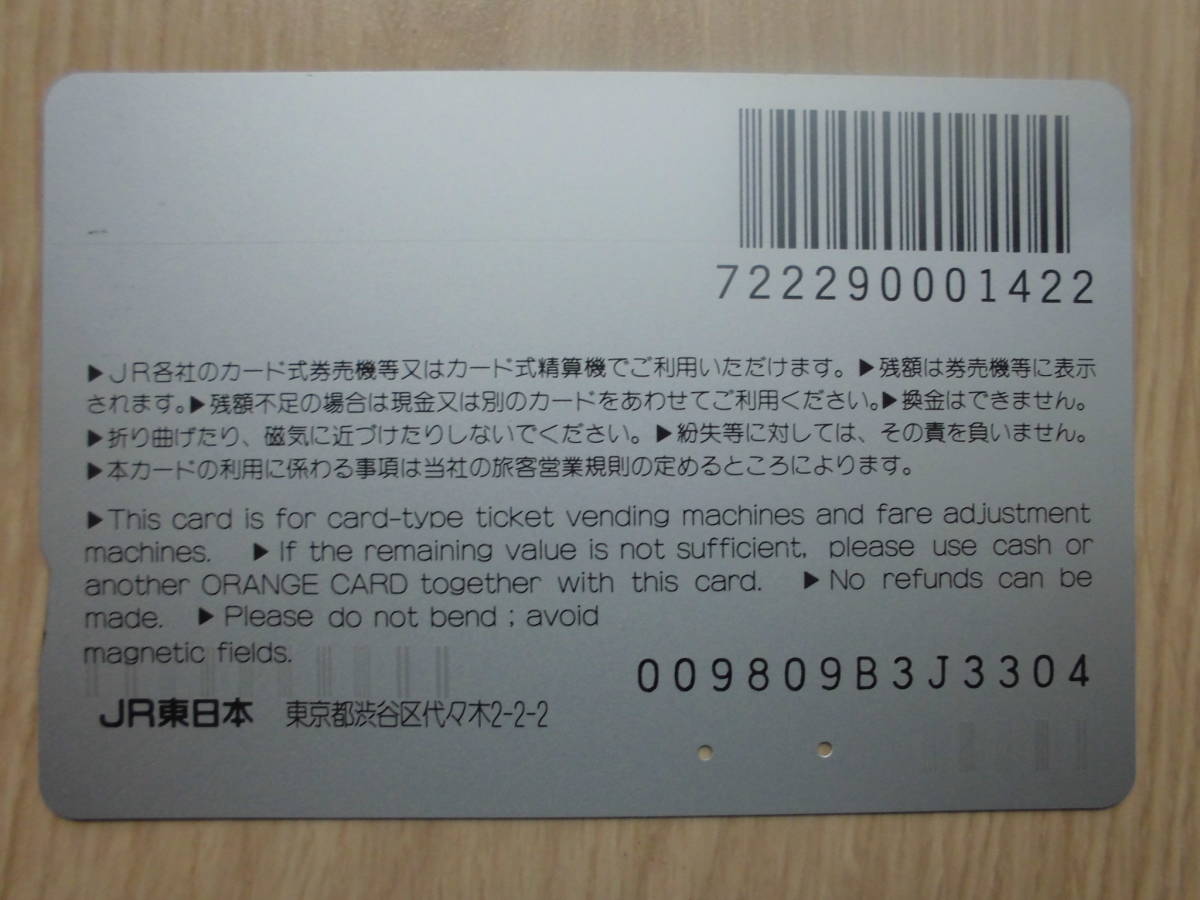 722290001422
▶JR各社のカード式券売機等又はカード式精算機でご利用いただけます。▶残額は券売機等に表示
されます。▶残額不足の場合は現金又は別のカードをあわせてご利用ください。▶換金はできません。
▶折り曲げたり、磁気に近づけたりしないでください。▶紛失等に対しては、その責を負いません。
▶本カードの利用に係わる事項は当社の旅客営業規則の定めるところによります。
▶This card is for card-type ticket vending machines and fare adjustment
machines. ▶If the remaining value is not sufficient, please use cash or
another ORANGE CARD together with this card. ▶No refunds can be
made. ▶Please do not bend ; avoid
magnetic fields.
009809B3J3304
JR東日本 東京都渋谷区代々木2-2-2